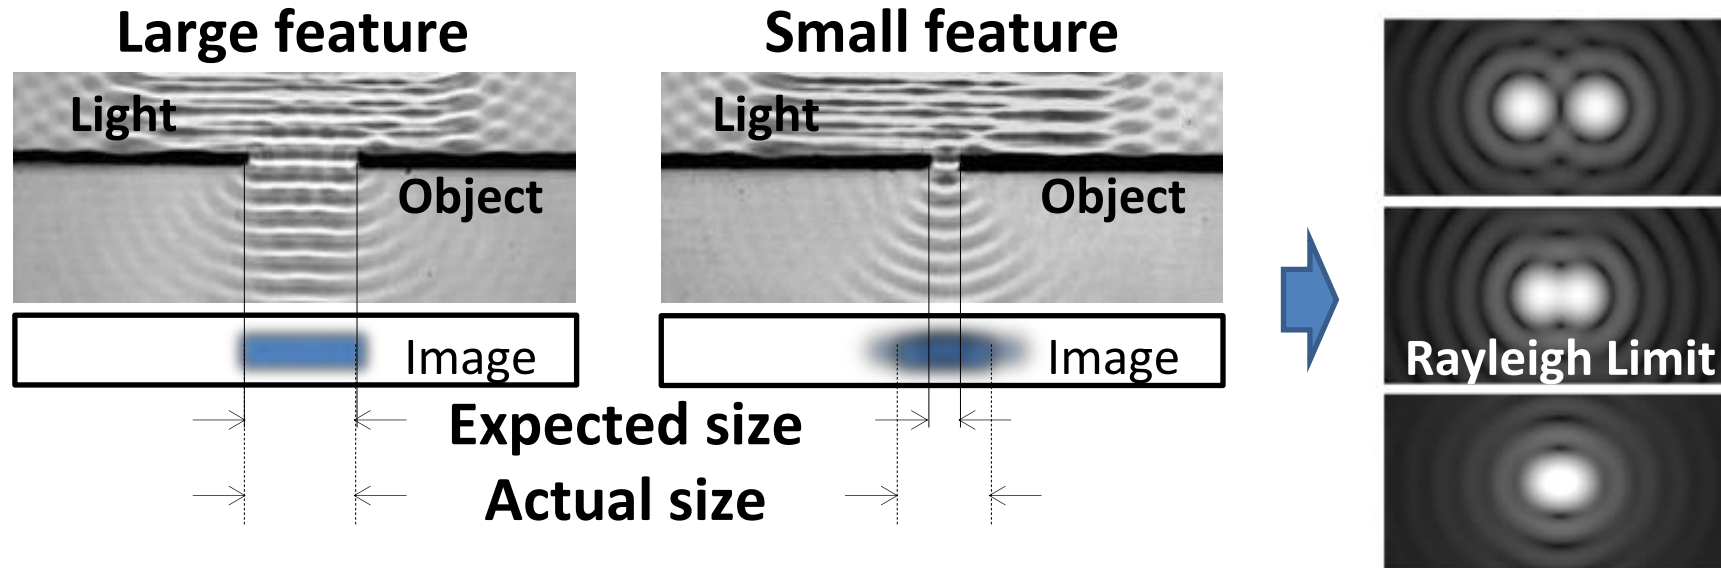 Large feature
Small feature
Light
Object
Light
Object
Image
Image
Rayleigh Limit
Expected size
Actual size